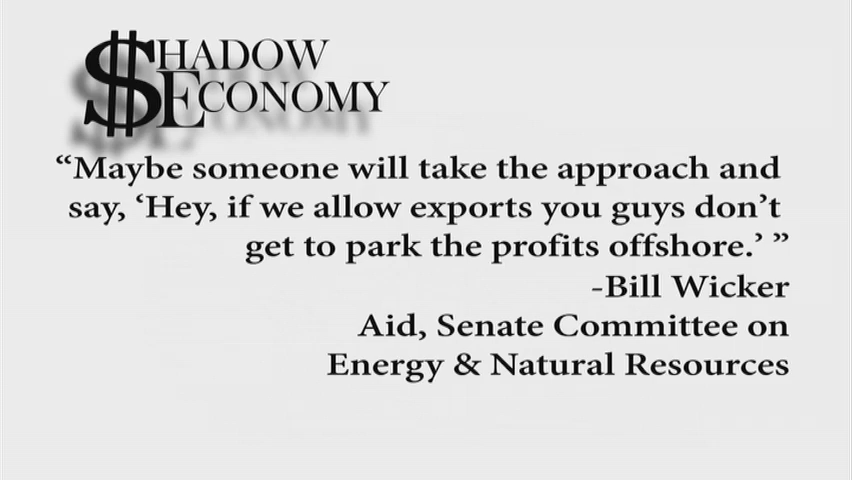 $HADOW
ECONOMY
“Maybe someone will take the approach and
say, ‘Hey, if we allow exports you guys don’t
get to park the profits offshore.’ ”
-Bill Wicker
Aid, Senate Committee on
Energy & Natural Resources